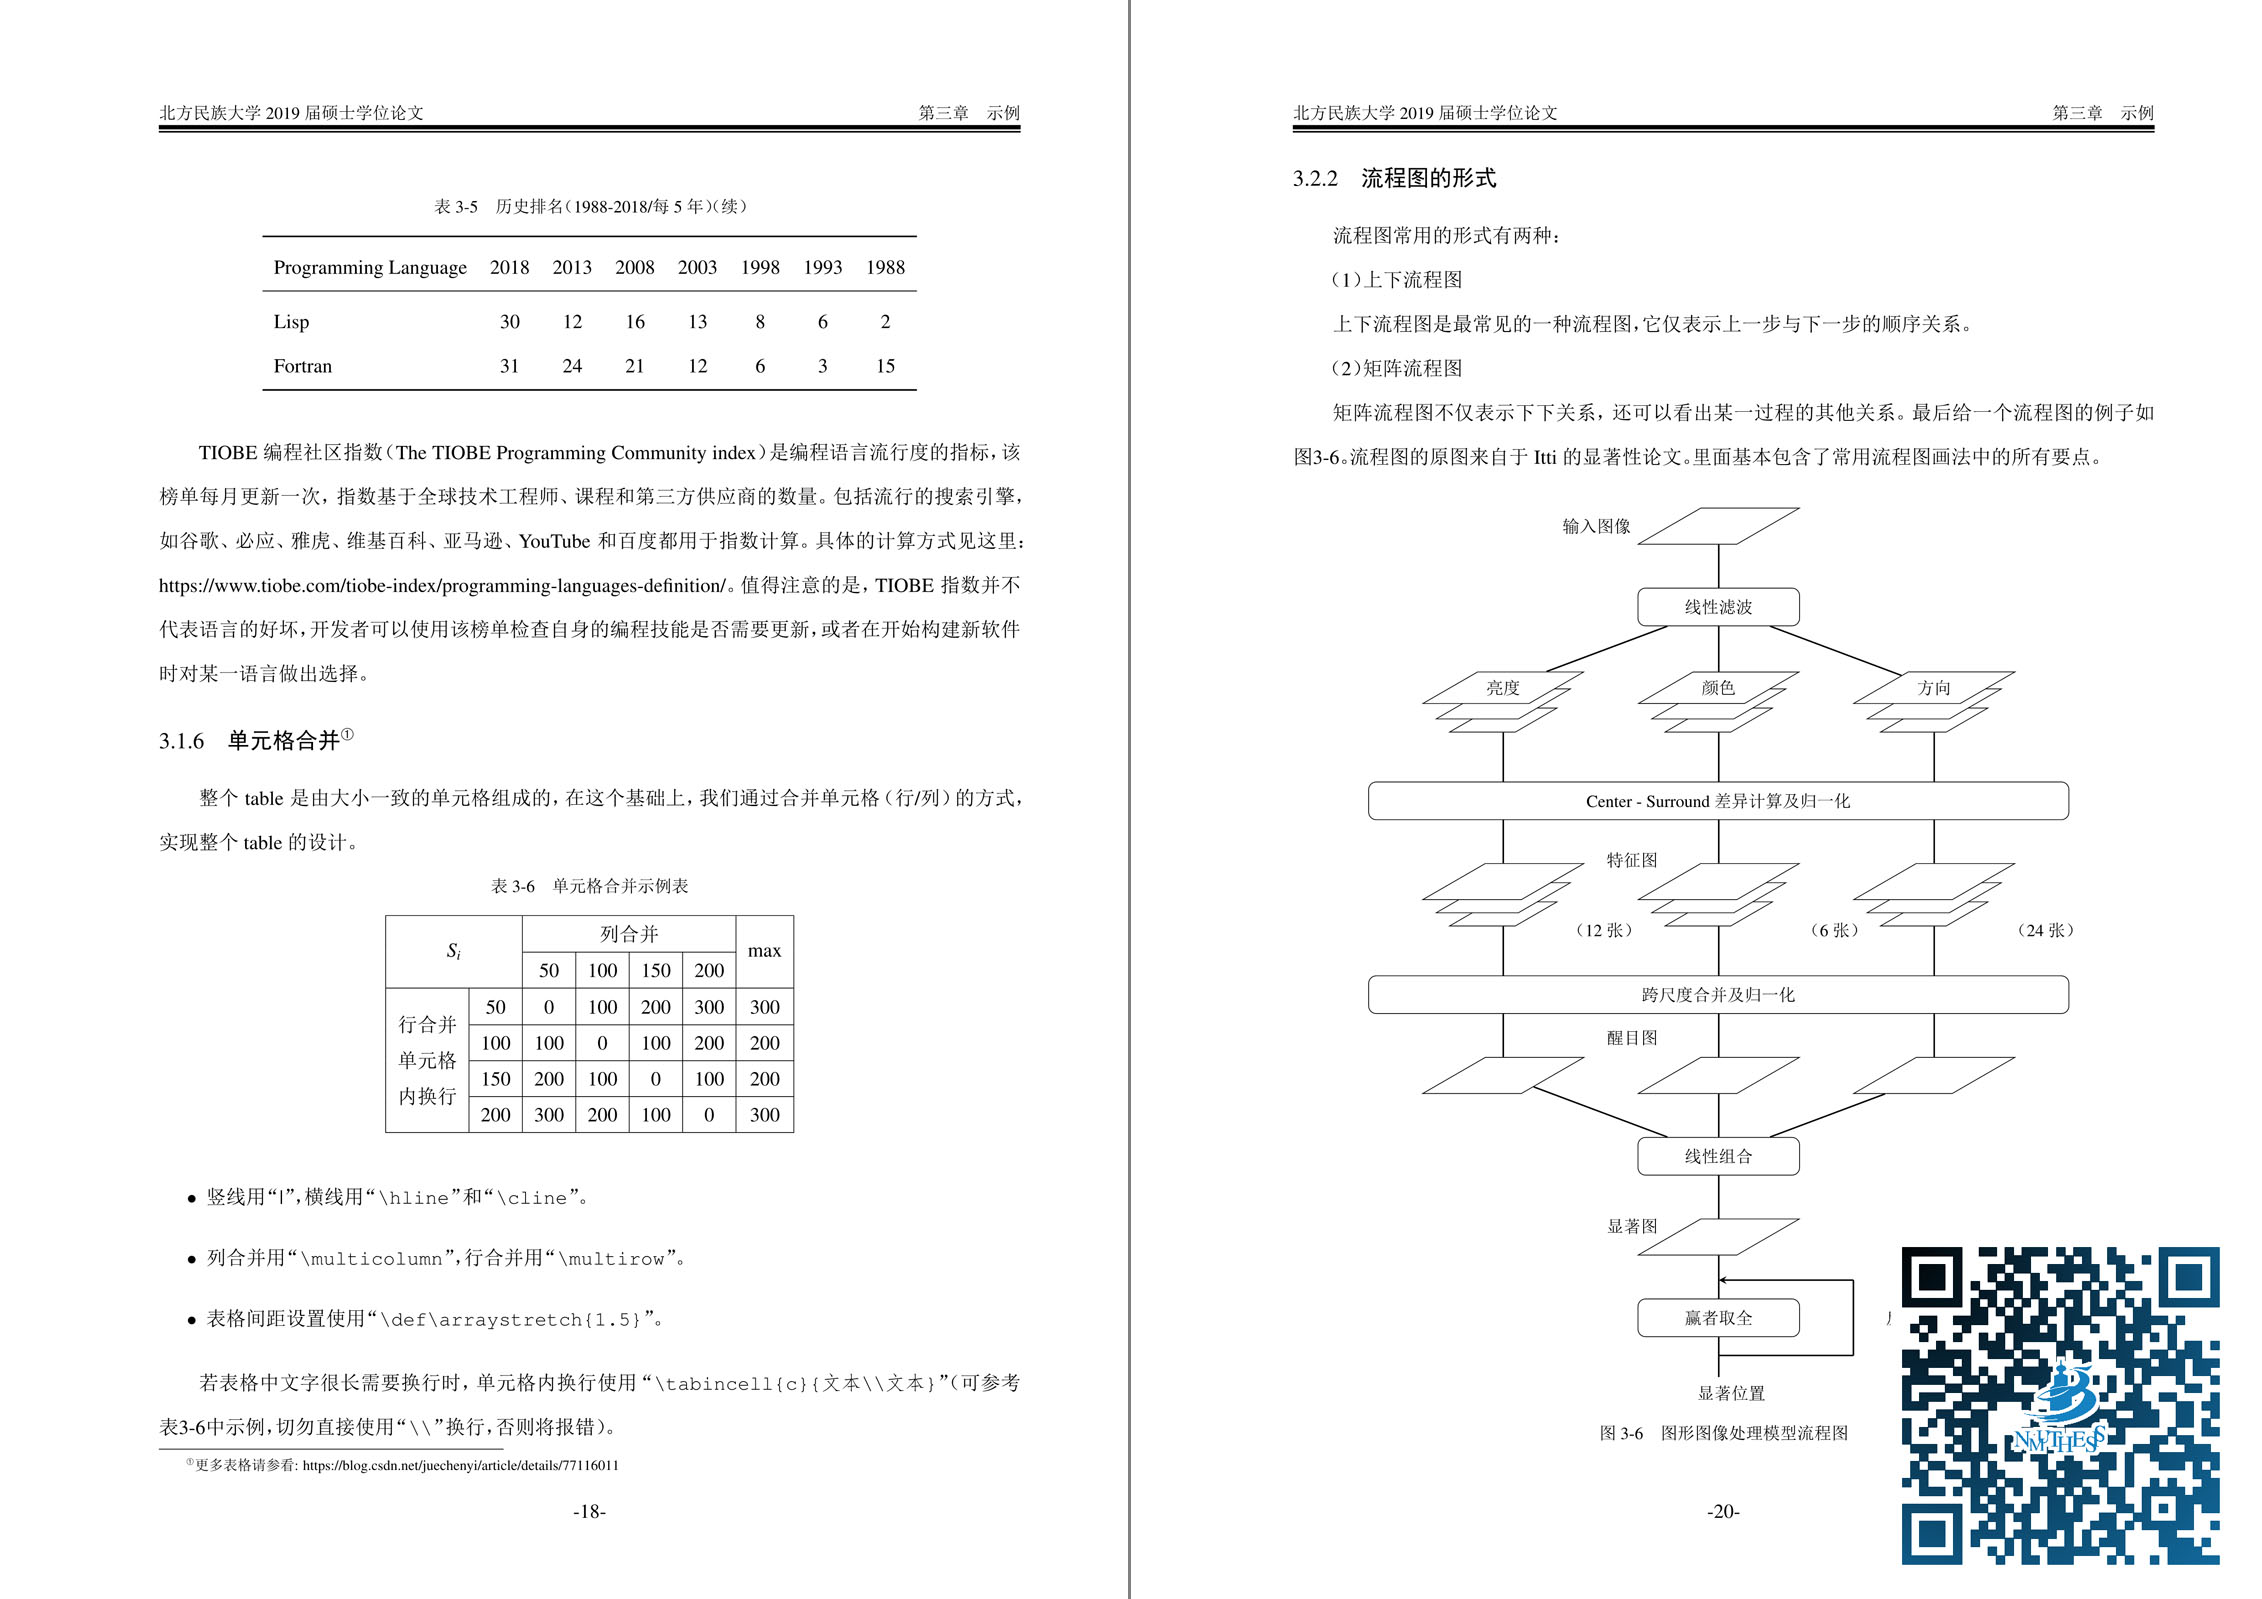 北方民族大学 2019 届硕士学位论文 第三章 示例
表 3-5 历史排名（1988-2018/每 5 年）（续）
Programming Language 2018 2013 2008 2003 1998 1993 1988
Lisp 30 12 16 13 8 6 2
Fortran 31 24 21 12 6 3 15
TIOBE 编程社区指数（The TIOBE Programming Community index）是编程语言流行度的指标，该
榜单每月更新一次，指数基于全球技术工程师、课程和第三方供应商的数量。包括流行的搜索引擎，
如谷歌、必应、雅虎、维基百科、亚马逊、YouTube 和百度都用于指数计算。具体的计算方式见这里：
https://www.tiobe.com/tiobe-index/programming-languages-definition/。值得注意的是，TIOBE 指数并不
代表语言的好坏，开发者可以使用该榜单检查自身的编程技能是否需要更新，或者在开始构建新软件
时对某一语言做出选择。
3.1.6 单元格合并①
整个 table 是由大小一致的单元格组成的，在这个基础上，我们通过合并单元格（行/列）的方式，
实现整个 table 的设计。
表 3-6 单元格合并示例表
Si 列合并 max
50 100 150 200
行合并 单元格 内换行
50 0 100 200 300 300
100 100 0 100 200 200
150 200 100 0 100 200
200 300 200 100 0 300
● 竖线用“|”，横线用“\hline”和“\cline”。
● 列合并用“\multicolumn”，行合并用“\multirow”。
● 表格间距设置使用“\def\arraystretch{1.5}”。
若表格中文字很长需要换行时，单元格内换行使用“\tabincell{c}{文本\\文本}”（可参考
表3-6中示例，切勿直接使用“\\”换行，否则将报错）。
①更多表格请参看: https://blog.csdn.net/juechenyi/article/details/77116011
-18-
北方民族大学 2019 届硕士学位论文 第三章 示例
3.2.2 流程图的形式
流程图常用的形式有两种：
（1）上下流程图
上下流程图是最常见的一种流程图，它仅表示上一步与下一步的顺序关系。
（2）矩阵流程图
矩阵流程图不仅表示下下关系，还可以看出某一过程的其他关系。最后给一个流程图的例子如
图3-6。流程图的原图来自于 Itti 的显著性论文。里面基本包含了常用流程图画法中的所有要点。
输入图像
线性滤波
亮度 颜色 方向
Center - Surround 差异计算及归一化
特征图
（12 张） （6 张） （24 张）
跨尺度合并及归一化
醒目图
线性组合
显著图
赢者取全
显著位置
图 3-6 图形图像处理模型流程图
NMUTHESIS
-20-